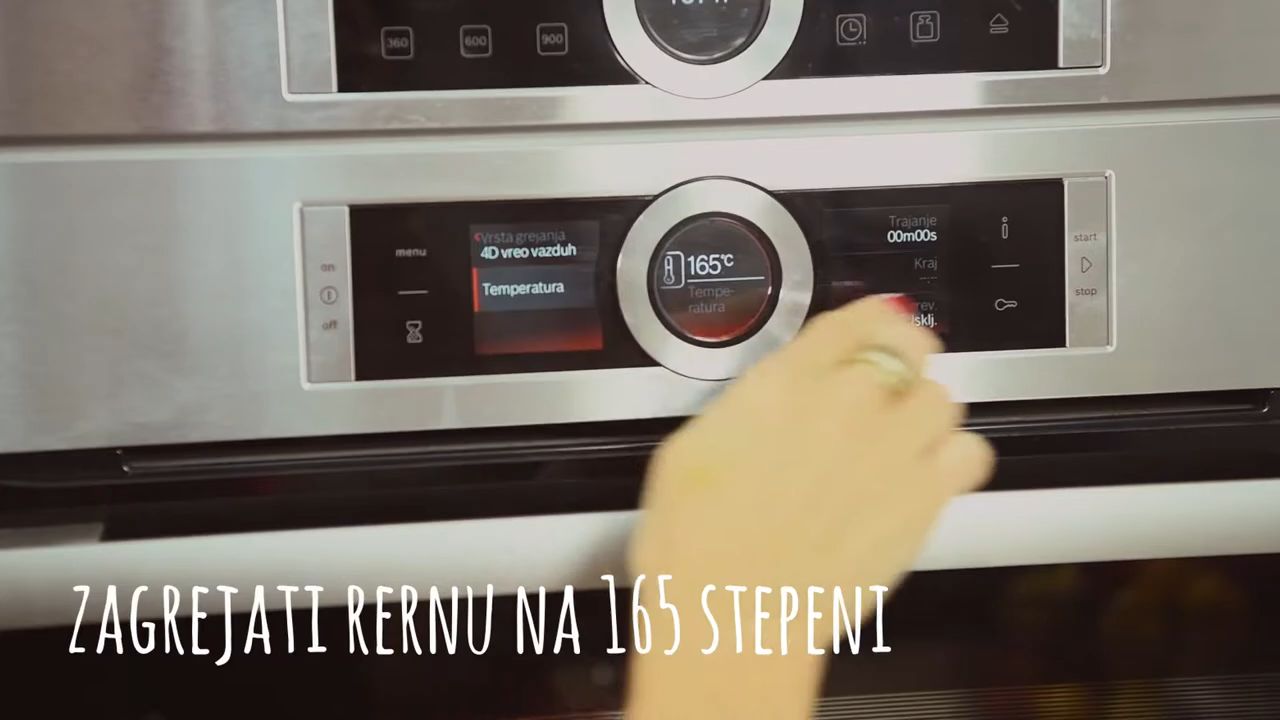 360 600 900
menu
on
off
Vrsta grejanja
4D vreo vazduh
Temperatura
165°C
Tempe-
ratura
Trajanje
00m00s
Kraj
start
stop
ZAGREJATI RERNU NA 165 STEPENI